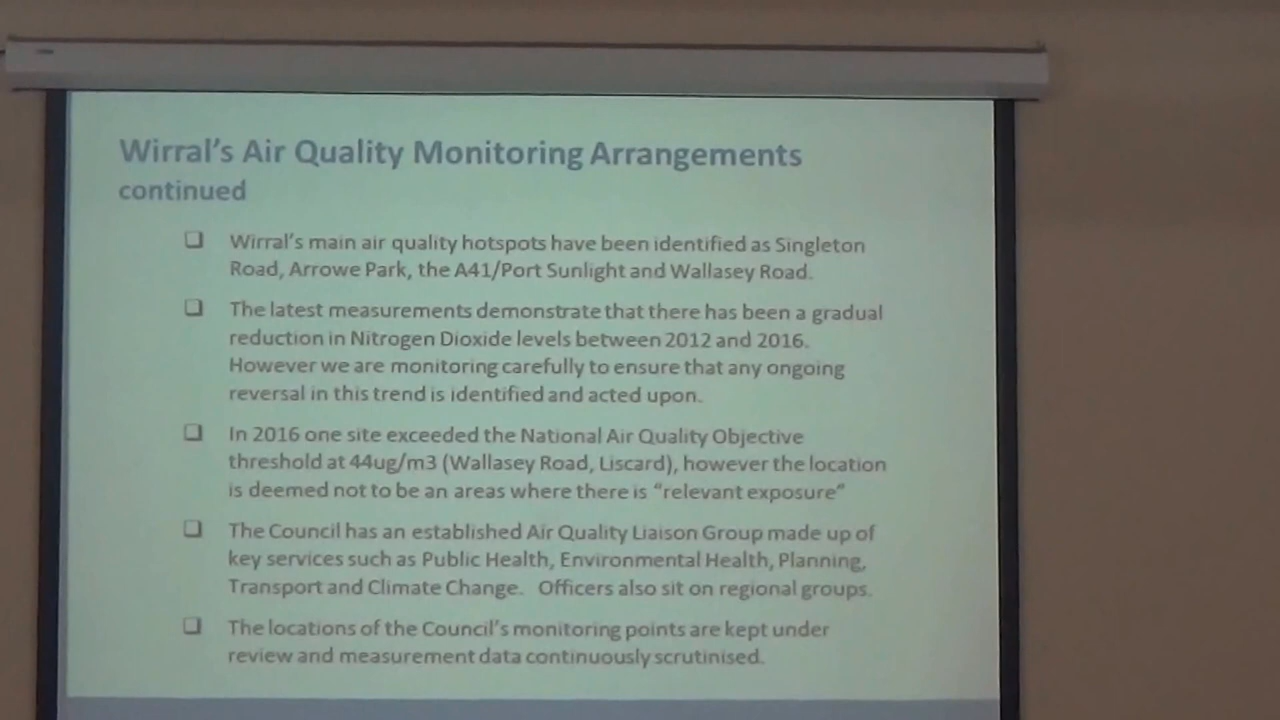 Wirral's Air Quality Monitoring Arrangements
continued
Wirral's main air quality hotspots have been identified as Singleton
Road, Arrowe Park, the A41/Port Sunlight and Wallasey Road.
The latest measurements demonstrate that there has been a gradual
reduction in Nitrogen Dioxide levels between 2012 and 2016.
However we are monitoring carefully to ensure that any ongoing
reversal in this trend is identified and acted upon.
In 2016 one site exceeded the National Air Quality Objective
threshold at 44ug/m3 (Wallasey Road, Liscard), however the location
is deemed not to be an areas where there is "relevant exposure"
The Council has an established Air Quality Liaison Group made up of
key services such as Public Health, Environmental Health, Planning,
Transport and Climate Change. Officers also sit on regional groups.
The locations of the Council's monitoring points are kept under
review and measurement data continuously scrutinised.